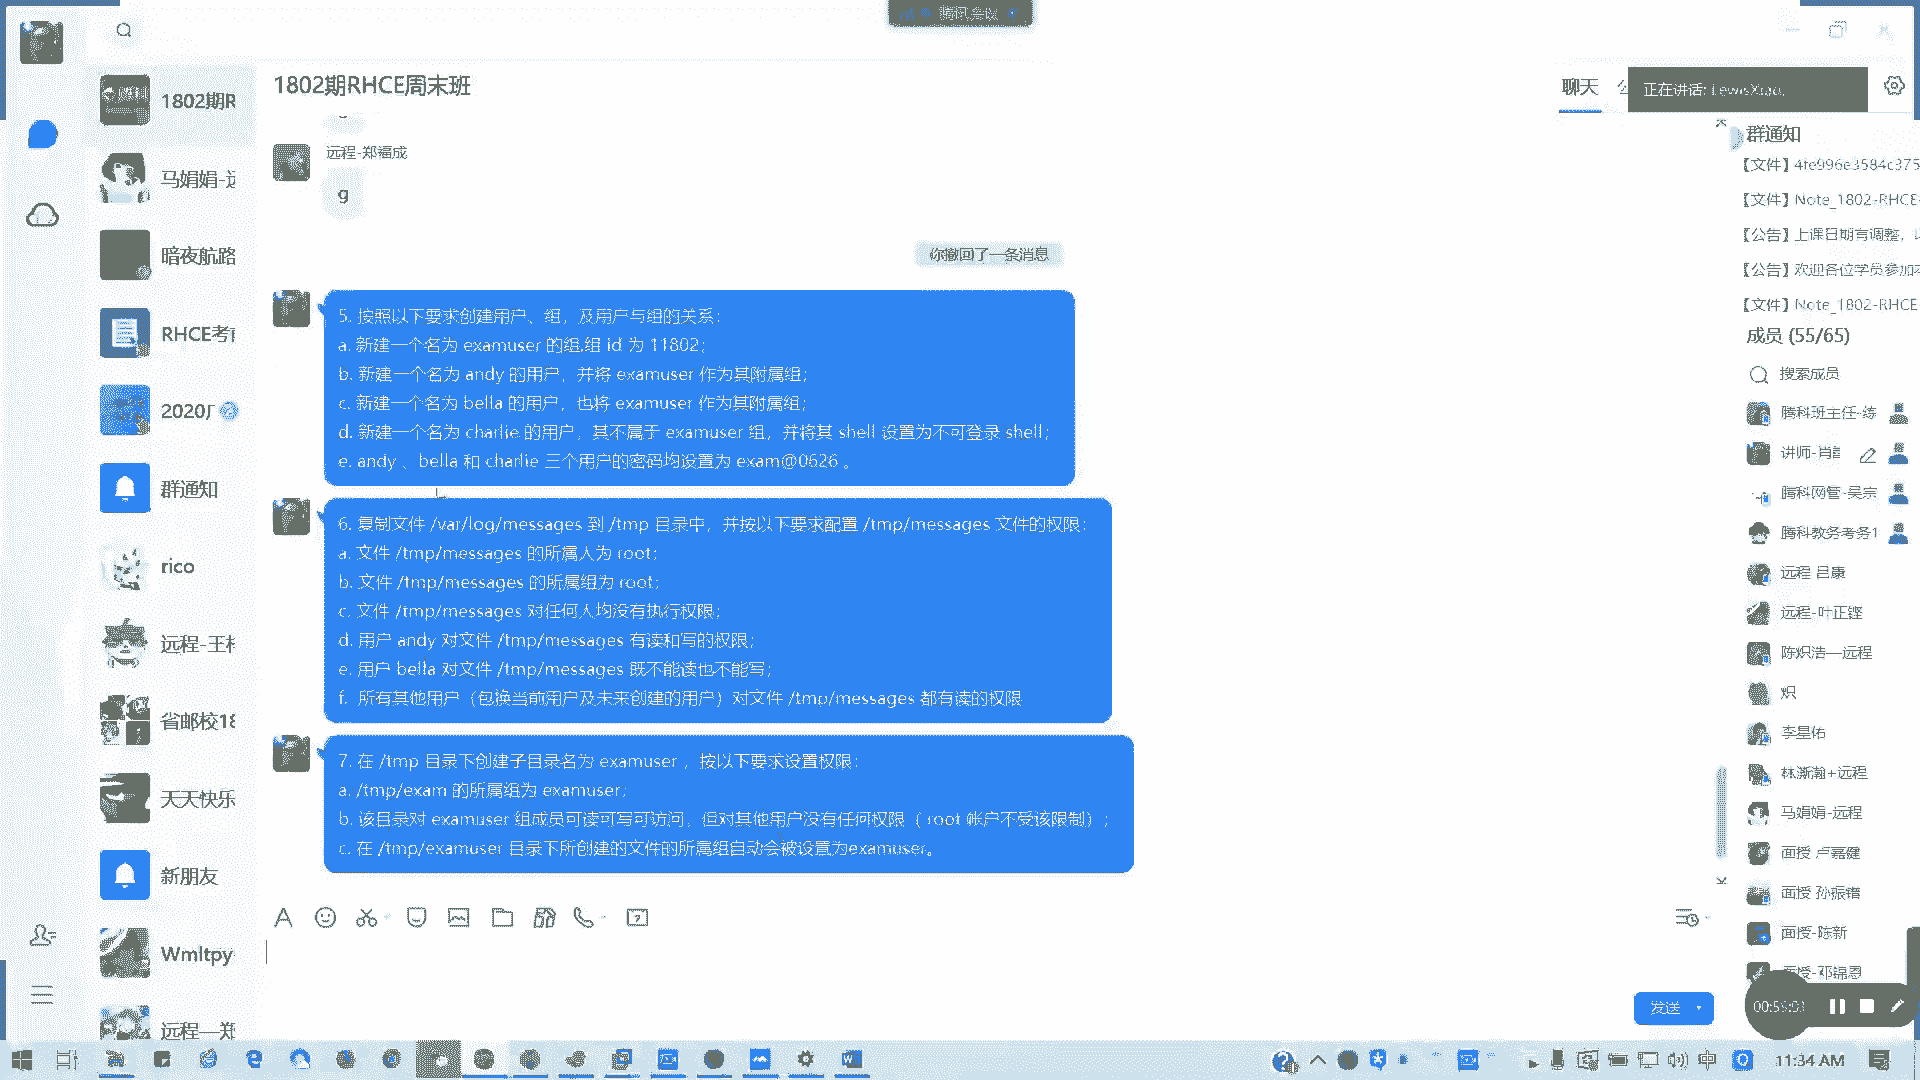 腾讯会议
1802期R
马娟娟-远
暗夜航路
RHCE考前
2020广
群通知
rico
远程-王林
省邮校18
天天快乐
新朋友
Wmltpy
远程—郑
1802期RHCE周末班
聊天
正在讲话: LewisXiao,
远程-郑福成
g
你撤回了一条消息
5. 按照以下要求创建用户、组，及用户与组的关系：
a. 新建一个名为 examuser 的组,组 id 为 11802；
b. 新建一个名为 andy 的用户，并将 examuser 作为其附属组；
c. 新建一个名为 bella 的用户，也将 examuser 作为其附属组；
d. 新建一个名为 charlie 的用户，其不属于 examuser 组，并将其 shell 设置为不可登录 shell；
e. andy 、bella 和 charlie 三个用户的密码均设置为 exam@0626 。
6. 复制文件 /var/log/messages 到 /tmp 目录中，并按以下要求配置 /tmp/messages 文件的权限：
a. 文件 /tmp/messages 的所属人为 root；
b. 文件 /tmp/messages 的所属组为 root；
c. 文件 /tmp/messages 对任何人均没有执行权限；
d. 用户 andy 对文件 /tmp/messages 有读和写的权限；
e. 用户 bella 对文件 /tmp/messages 既不能读也不能写；
f. 所有其他用户（包换当前用户及未来创建的用户）对文件 /tmp/messages 都有读的权限
7. 在 /tmp 目录下创建子目录名为 examuser ，按以下要求设置权限：
a. /tmp/exam 的所属组为 examuser；
b. 该目录对 examuser 组成员可读可写可访问，但对其他用户没有任何权限（ root 帐户不受该限制）；
c. 在 /tmp/examuser 目录下所创建的文件的所属组自动会被设置为examuser。
发送
群通知
【文件】4fe996e3584c375
【文件】Note_1802-RHCE-
【公告】上课日期有调整，以
【公告】欢迎各位学员参加本
【文件】Note_1802-RHCE-
成员 (55/65)
搜索成员
腾科班主任-练
讲师-肖
腾科网管-吴宗
腾科教务考务1
远程 吕康
远程-叶正铿
陈炽浩—远程
炽
李星佑
林渐瀚+远程
马娟娟-远程
面授 卢嘉健
面授 孙振锴
面授-陈新
面授-邓锦恩
中
11:34 AM